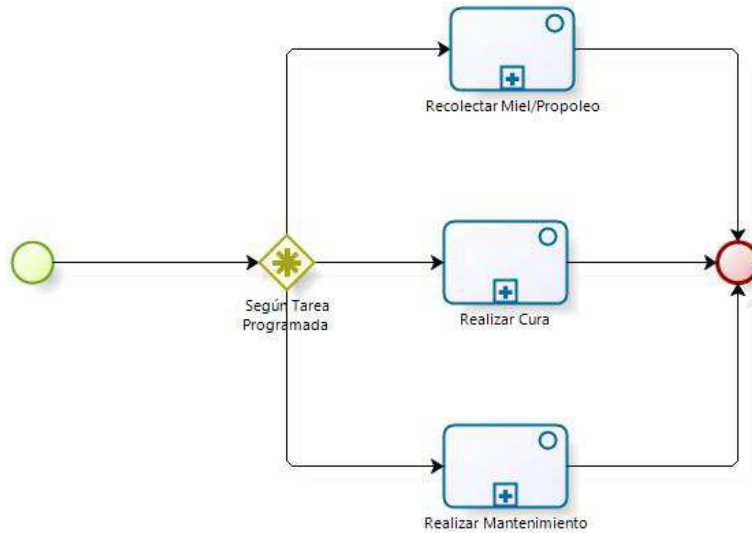 Recolectar Miel/Propoleo
Según Tarea
Programada
Realizar Cura
Realizar Mantenimiento